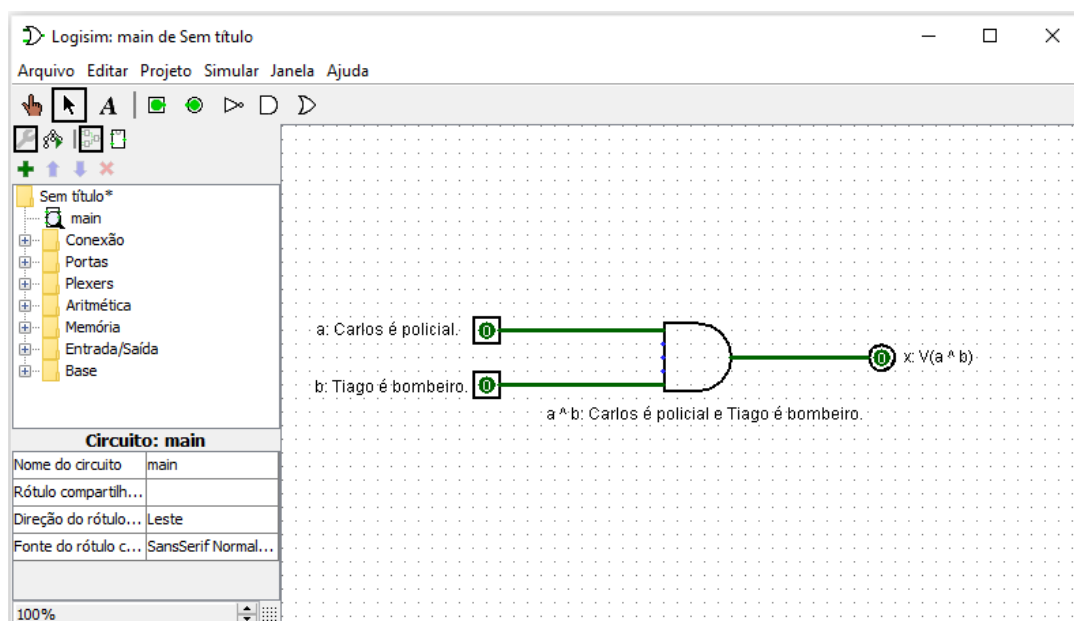 Logisim: main de Sem título
Arquivo Editar Projeto Simular Janela Ajuda
A
Sem título*
main
Conexão
Portas
Plexers
Aritmética
Memória
Entrada/Saída
Base
Circuito: main
Nome do circuito main
Rótulo compartilh...
Direção do rótulo... Leste
Fonte do rótulo c... SansSerif Normal...
100%
a: Carlos é policial. 0
0 x: V(a ^ b)
b: Tiago é bombeiro. 0
a ^ b: Carlos é policial e Tiago é bombeiro.